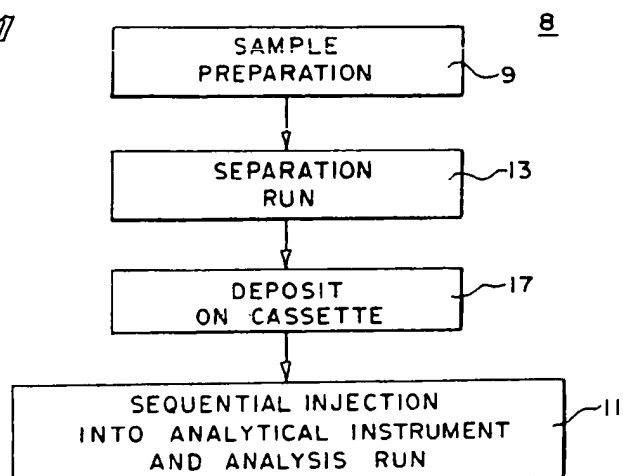 8
SAMPLE
PREPARATION
9
SEPARATION
RUN
13
DEPOSIT
ON CASSETTE
17
SEQUENTIAL INJECTION
INTO ANALYTICAL INSTRUMENT
AND ANALYSIS RUN
11